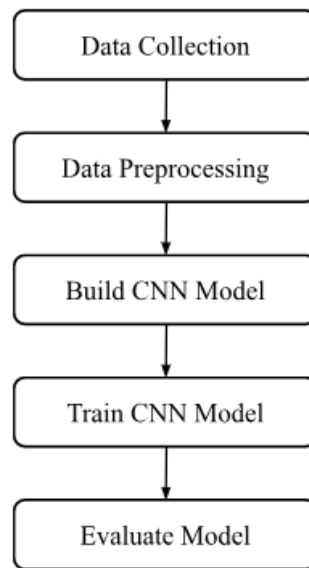 Data Collection
Data Preprocessing
Build CNN Model
Train CNN Model
Evaluate Model